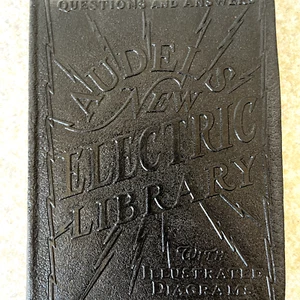 QUESTIONS AND ANSWERS
AUDELS
NEW
ELECTRIC
LIBRARY
WITH
ILLUSTRATED
DIAGRAMS